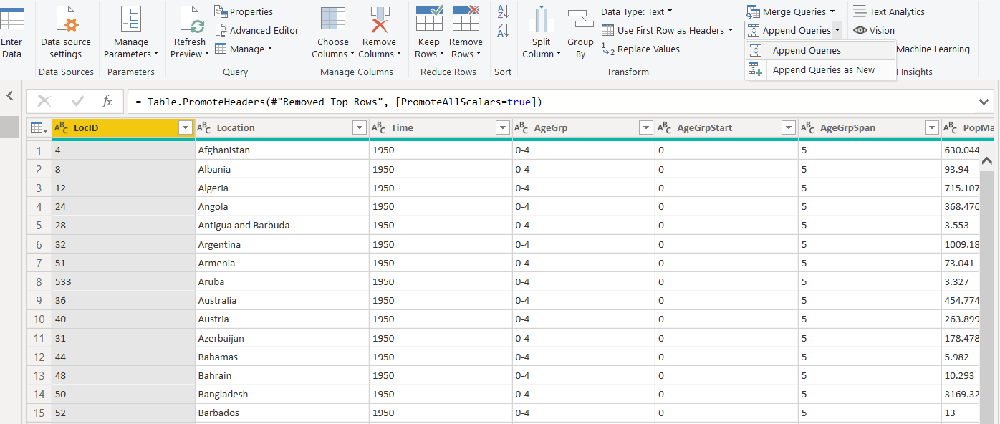 Enter Data
Data source settings
Data Sources
Manage Parameters
Parameters
Refresh Preview
Properties
Advanced Editor
Manage
Query
Choose Columns
Remove Columns
Manage Columns
Keep Rows
Remove Rows
Reduce Rows
A Z
Z A
Sort
Split Column
Group By
Data Type: Text
Use First Row as Headers
1 2 Replace Values
Transform
Merge Queries
Append Queries
Append Queries
Append Queries as New
Text Analytics
Vision
Machine Learning
Insights
fx = Table.PromoteHeaders(#"Removed Top Rows", [PromoteAllScalars=true])
ABC LocID ABC Location ABC Time ABC AgeGrp ABC AgeGrpStart ABC AgeGrpSpan ABC PopMa
1 4 Afghanistan 1950 0-4 0 5 630.044
2 8 Albania 1950 0-4 0 5 93.94
3 12 Algeria 1950 0-4 0 5 715.107
4 24 Angola 1950 0-4 0 5 368.476
5 28 Antigua and Barbuda 1950 0-4 0 5 3.553
6 32 Argentina 1950 0-4 0 5 1009.18
7 51 Armenia 1950 0-4 0 5 73.041
8 533 Aruba 1950 0-4 0 5 3.327
9 36 Australia 1950 0-4 0 5 454.774
10 40 Austria 1950 0-4 0 5 263.899
11 31 Azerbaijan 1950 0-4 0 5 178.478
12 44 Bahamas 1950 0-4 0 5 5.982
13 48 Bahrain 1950 0-4 0 5 10.293
14 50 Bangladesh 1950 0-4 0 5 3169.32
15 52 Barbados 1950 0-4 0 5 13